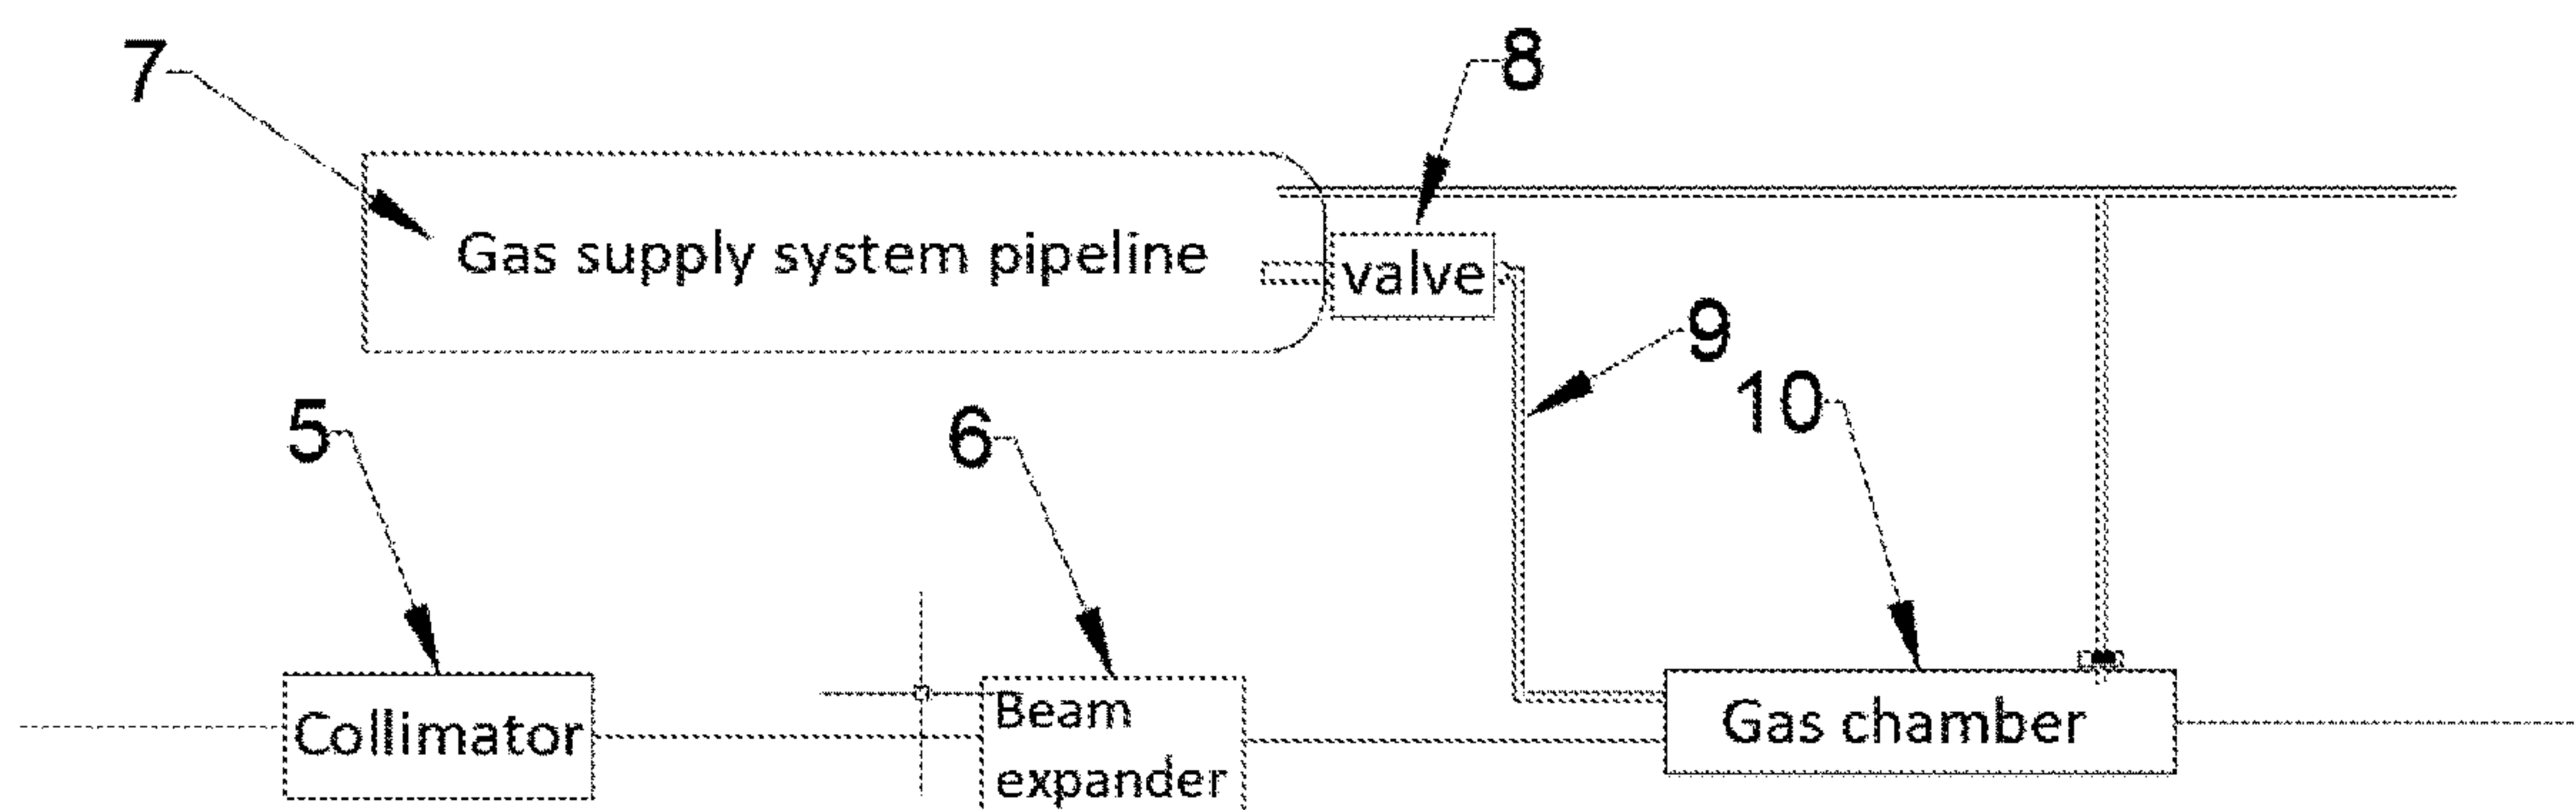 7
8
Gas supply system pipeline
valve
9
10
5
6
Collimator
Beam
expander
Gas chamber